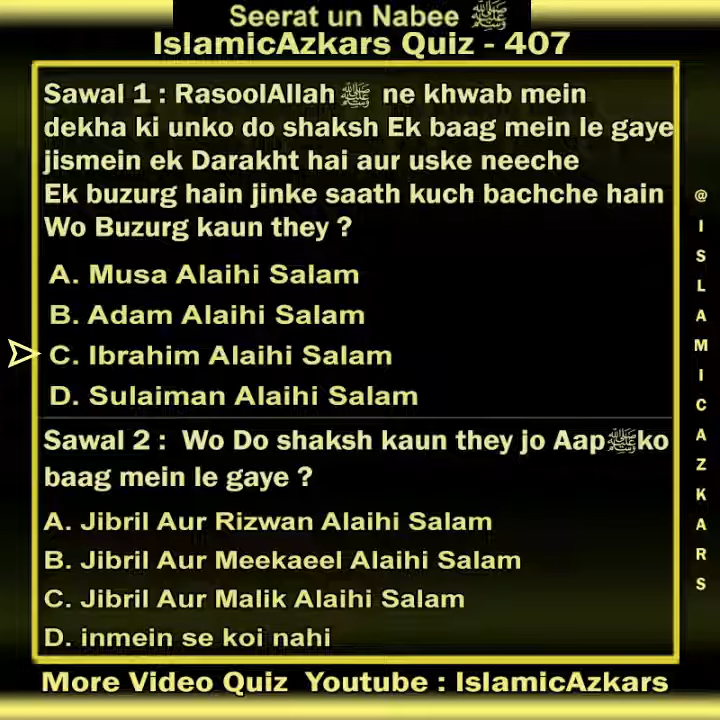 Seerat un Nabee ﷺ
IslamicAzkars Quiz - 407
Sawal 1 : RasoolAllah ﷺ ne khwab mein
dekha ki unko do shaksh Ek baag mein le gaye
jismein ek Darakht hai aur uske neeche
Ek buzurg hain jinke saath kuch bachche hain
Wo Buzurg kaun they ?
A. Musa Alaihi Salam
B. Adam Alaihi Salam
C. Ibrahim Alaihi Salam
D. Sulaiman Alaihi Salam
Sawal 2 : Wo Do shaksh kaun they jo Aap ﷺ ko
baag mein le gaye ?
A. Jibril Aur Rizwan Alaihi Salam
B. Jibril Aur Meekaeel Alaihi Salam
C. Jibril Aur Malik Alaihi Salam
D. inmein se koi nahi
More Video Quiz Youtube : IslamicAzkars
@ISLAMICAZKARS